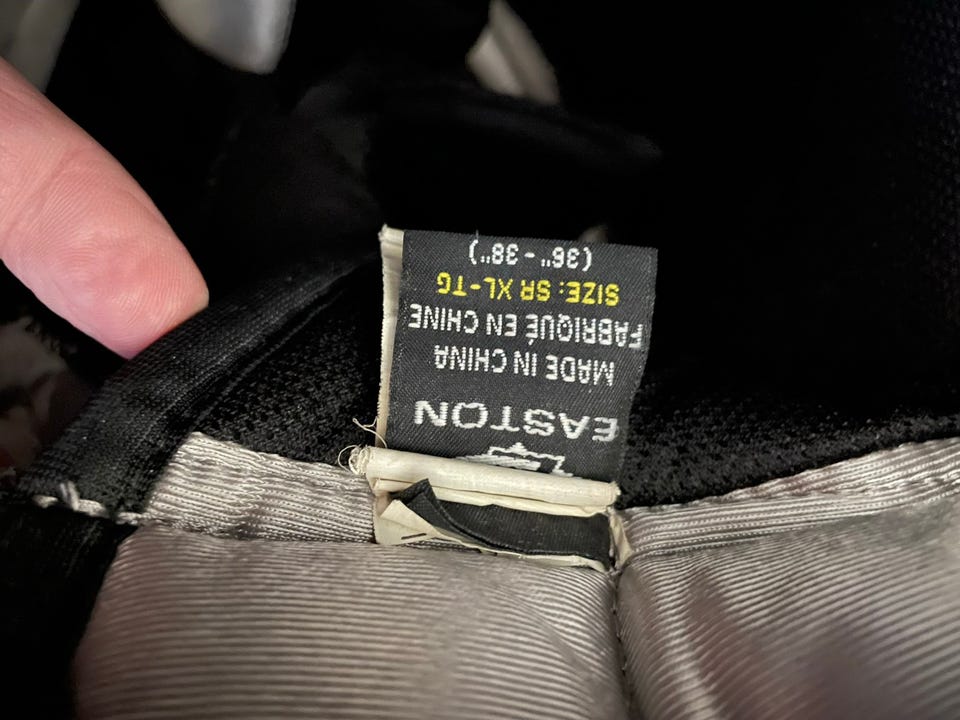 EASTON
MADE IN CHINA
FABRIQUÉ EN CHINE
SIZE: SR XL-TG
(36" - 38")